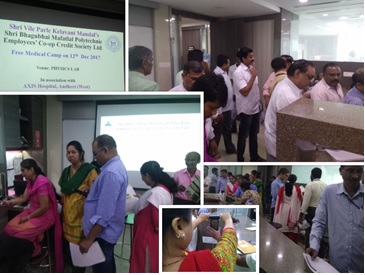 Shri Vile Parle Kelavani Mandal's
Shri Bhagubhai Mafatlal Polytechnic
Employees' Co-op Credit Society Ltd
Free Medical Camp on 12th Dec 2017
Venue: PHYSICS LAB
In association with
AXIS Hospital, Andheri (West)